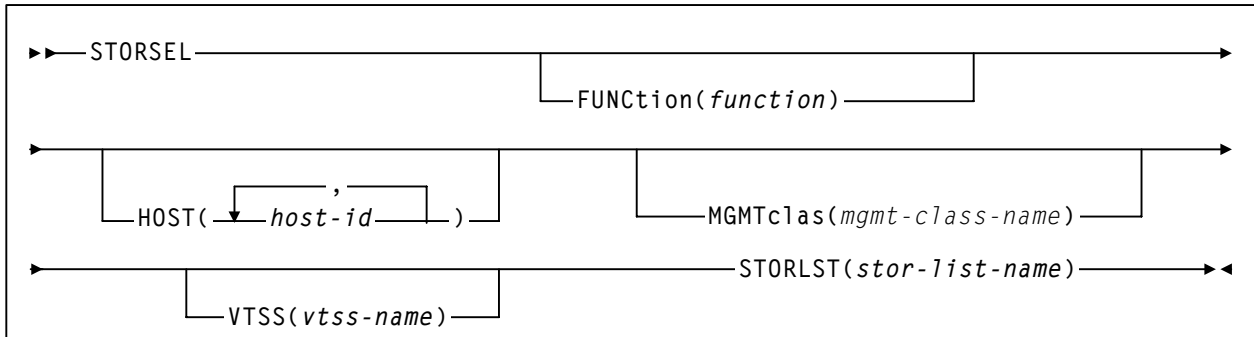 STORSEL
FUNCtion(function)
,
HOST( host-id )
MGMTclas(mgmt-class-name)
STORLST(stor-list-name)
VTSS(vtss-name)